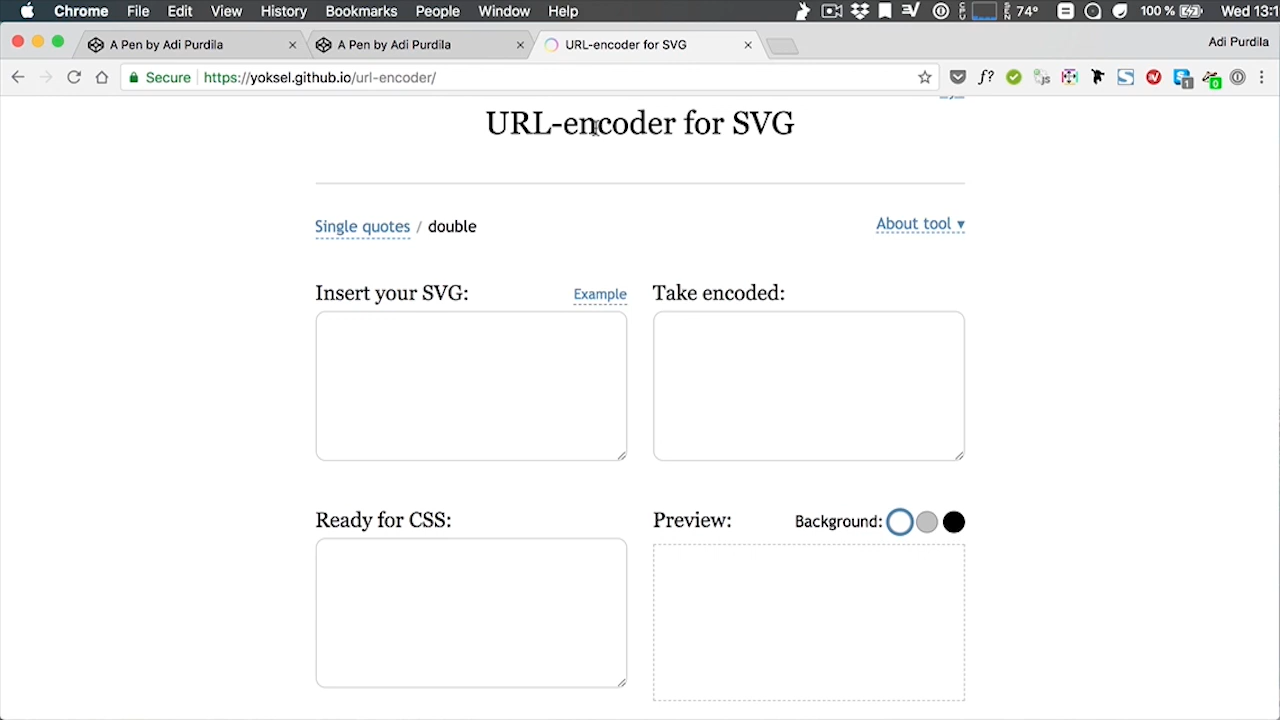 Chrome File Edit View History Bookmarks People Window Help 74° 100% Wed 13:1
A Pen by Adi Purdila A Pen by Adi Purdila URL-encoder for SVG Adi Purdila
Secure https://yoksel.github.io/url-encoder/ f? 1 0
URL-encoder for SVG
Single quotes / double About tool ▾
Insert your SVG: Example Take encoded:
Ready for CSS: Preview: Background: